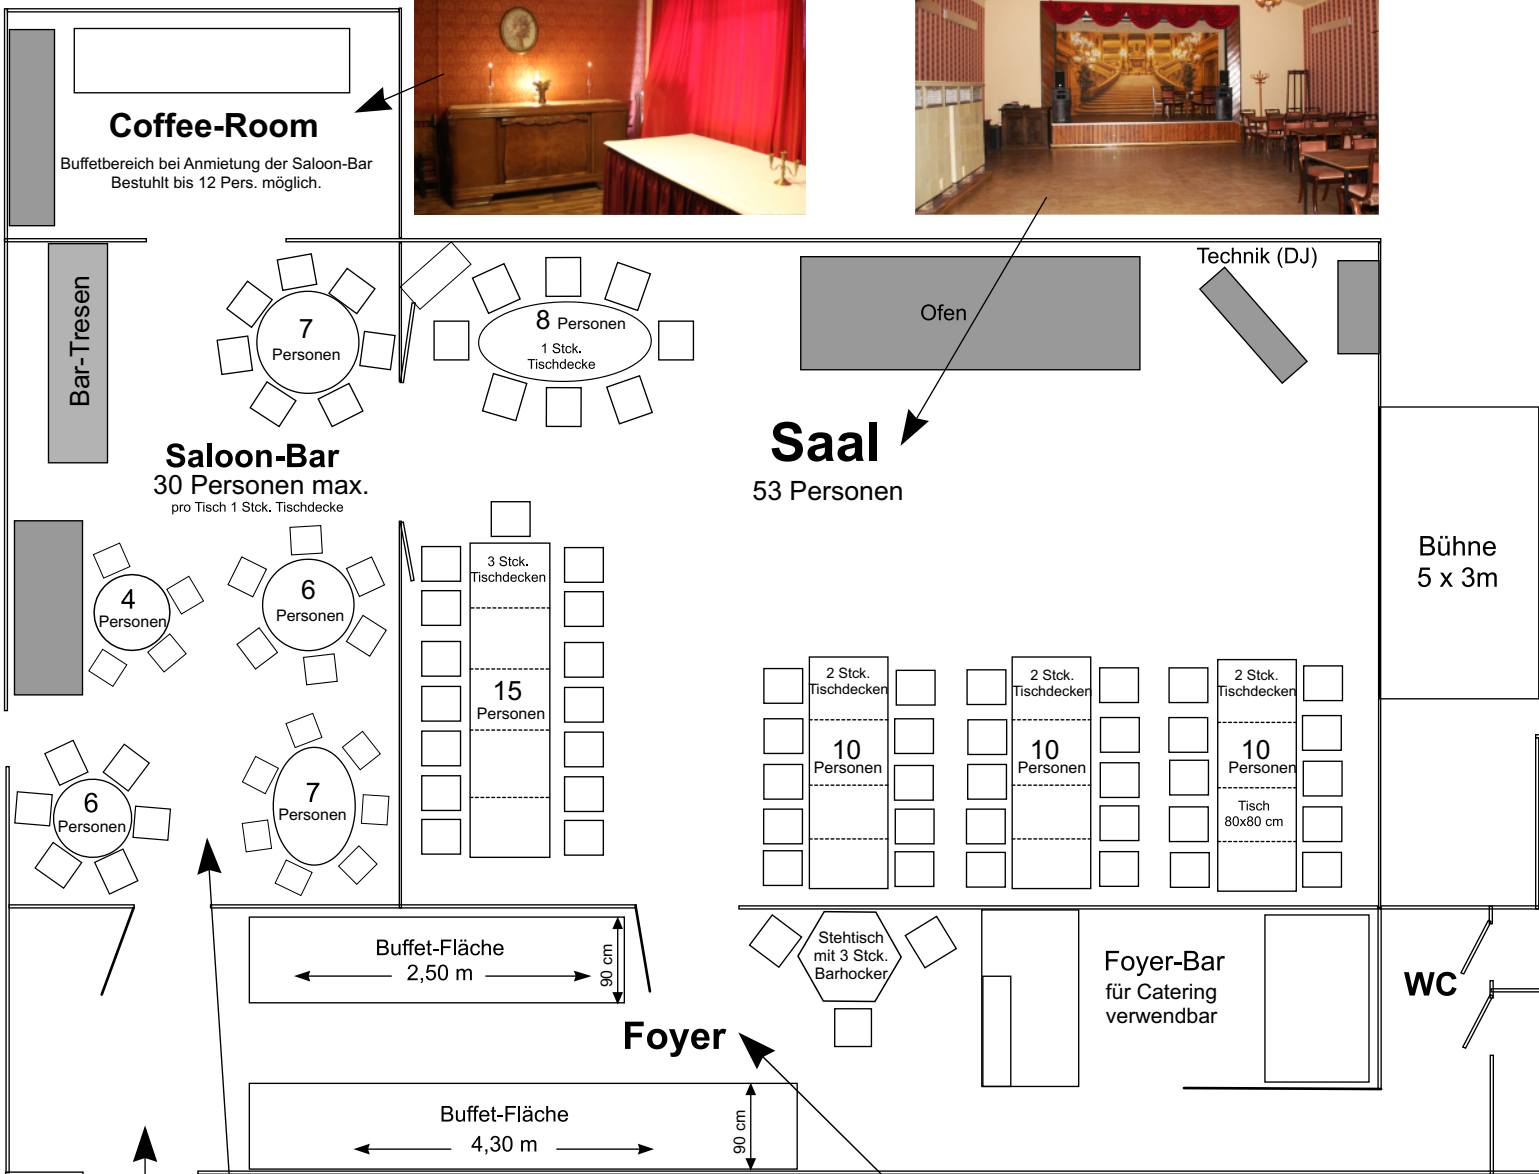 Coffee-Room
Buffetbereich bei Anmietung der Saloon-Bar
Bestuhlt bis 12 Pers. möglich.
Technik (DJ)
Bar-Tresen
7
Personen
8 Personen
1 Stck.
Tischdecke
Ofen
Saloon-Bar
30 Personen max.
pro Tisch 1 Stck. Tischdecke
Saal
53 Personen
Bühne
5 x 3m
4
Personen
6
Personen
3 Stck.
Tischdecken
15
Personen
2 Stck.
Tischdecken
10
Personen
2 Stck.
Tischdecken
10
Personen
2 Stck.
Tischdecken
10
Personen
Tisch
80x80 cm
6
Personen
7
Personen
Buffet-Fläche
2,50 m
90 cm
Stehtisch
mit 3 Stck.
Barhocker
Foyer-Bar
für Catering
verwendbar
WC
Foyer
Buffet-Fläche
4,30 m
90 cm